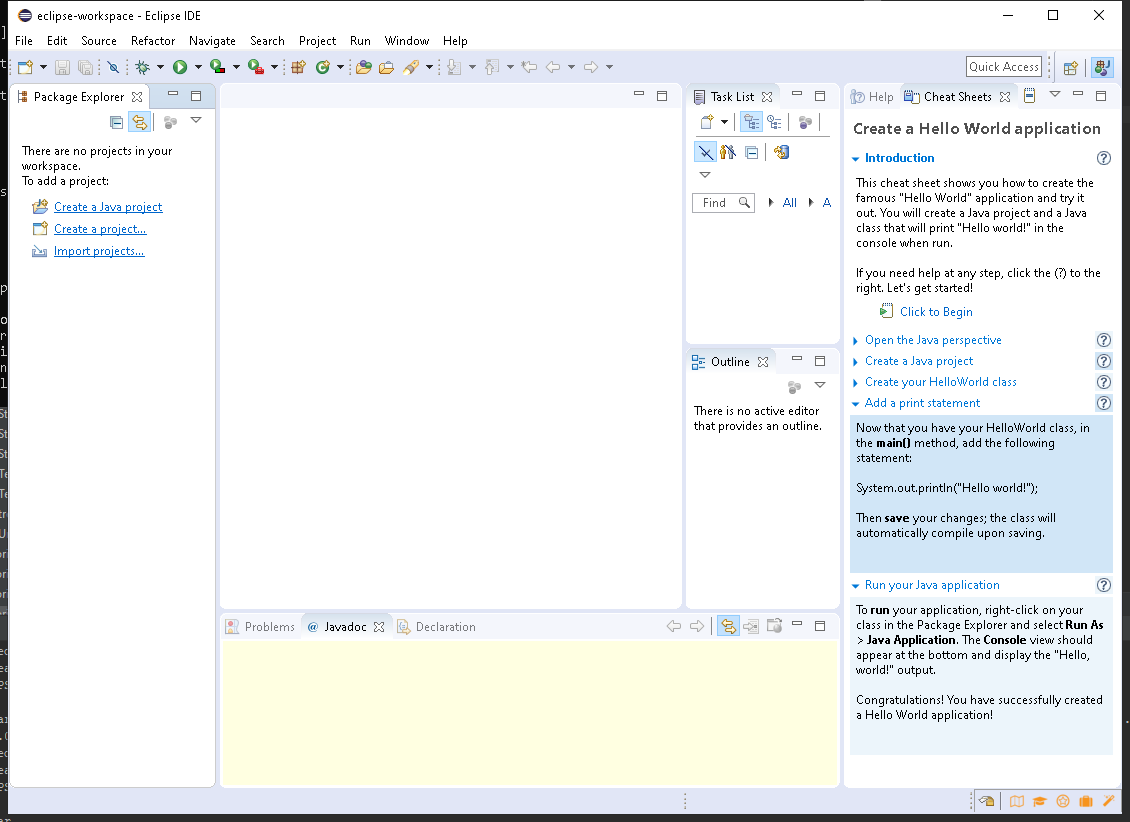 eclipse-workspace - Eclipse IDE
File Edit Source Refactor Navigate Search Project Run Window Help
Quick Access
Package Explorer
There are no projects in your
workspace.
To add a project:
Create a Java project
Create a project...
Import projects...
Task List
Find
All
A
Outline
There is no active editor
that provides an outline.
Problems
@ Javadoc
Declaration
Help
Cheat Sheets
Create a Hello World application
Introduction
This cheat sheet shows you how to create the
famous "Hello World" application and try it
out. You will create a Java project and a Java
class that will print "Hello world!" in the
console when run.
If you need help at any step, click the (?) to the
right. Let's get started!
Click to Begin
Open the Java perspective
Create a Java project
Create your HelloWorld class
Add a print statement
Now that you have your HelloWorld class, in
the main() method, add the following
statement:
System.out.println("Hello world!");
Then save your changes; the class will
automatically compile upon saving.
Run your Java application
To run your application, right-click on your
class in the Package Explorer and select Run As
> Java Application. The Console view should
appear at the bottom and display the "Hello,
world!" output.
Congratulations! You have successfully created
a Hello World application!